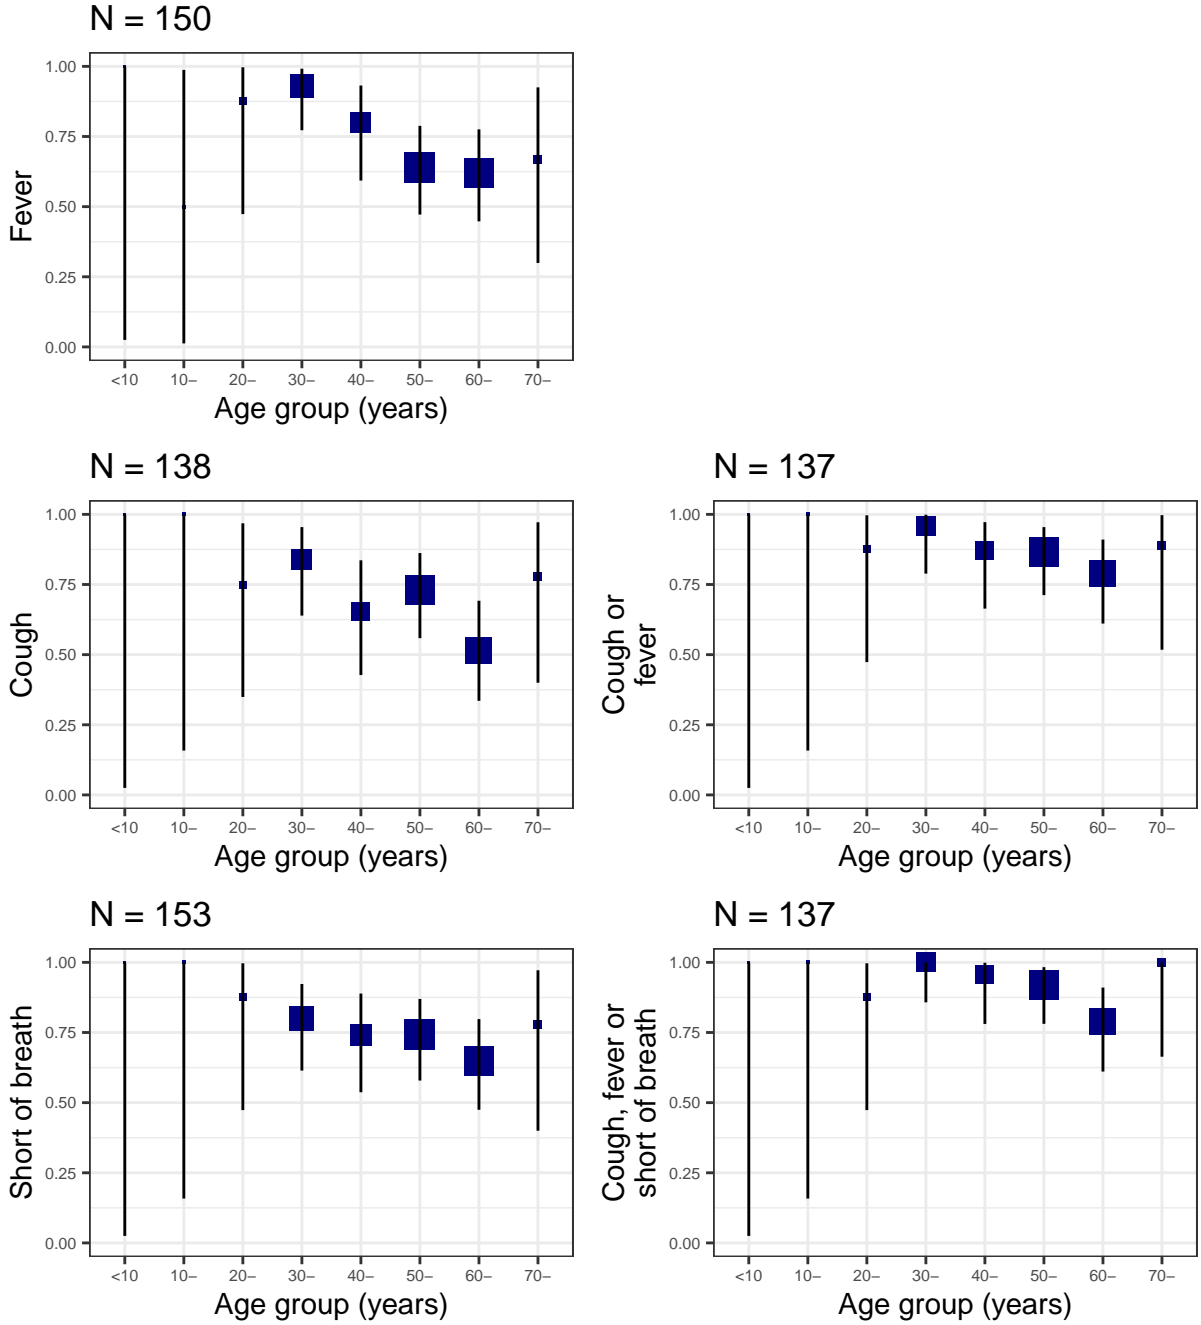 N = 150
Fever
1.00
0.75
0.50
0.25
0.00
<10 10– 20– 30– 40– 50– 60– 70–
Age group (years)
N = 138
Cough
1.00
0.75
0.50
0.25
0.00
<10 10– 20– 30– 40– 50– 60– 70–
Age group (years)
N = 137
Cough or
fever
1.00
0.75
0.50
0.25
0.00
<10 10– 20– 30– 40– 50– 60– 70–
Age group (years)
N = 153
Short of breath
1.00
0.75
0.50
0.25
0.00
<10 10– 20– 30– 40– 50– 60– 70–
Age group (years)
N = 137
Cough, fever or
short of breath
1.00
0.75
0.50
0.25
0.00
<10 10– 20– 30– 40– 50– 60– 70–
Age group (years)